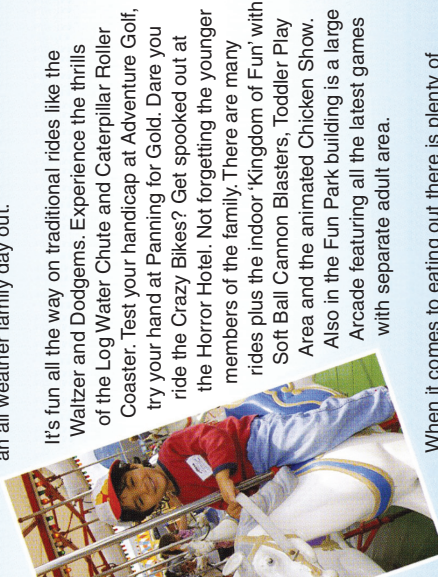 an all weather family day out.
It's fun all the way on traditional rides like the
Waltzer and Dodgems. Experience the thrills
of the Log Water Chute and Caterpillar Roller
Coaster. Test your handicap at Adventure Golf,
try your hand at Panning for Gold. Dare you
ride the Crazy Bikes? Get spooked out at
the Horror Hotel. Not forgetting the younger
members of the family. There are many
rides plus the indoor 'Kingdom of Fun' with
Soft Ball Cannon Blasters, Toddler Play
Area and the animated Chicken Show.
Also in the Fun Park building is a large
Arcade featuring all the latest games
with separate adult area.
When it comes to eating out there is plenty of